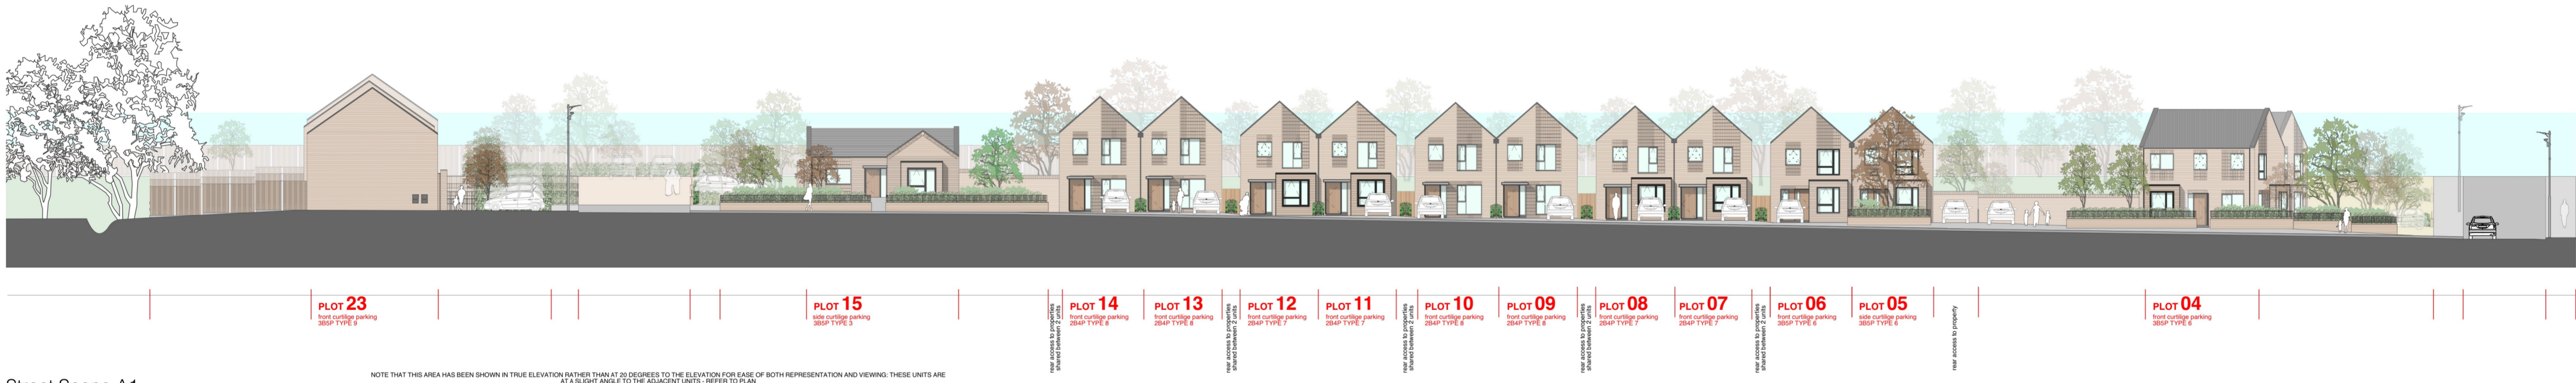 PLOT 23
front curtilige parking
3B5P TYPE 9
PLOT 15
side curtilige parking
3B5P TYPE 3
rear access to properties
shared between 2 units
PLOT 14
front curtilige parking
2B4P TYPE 8
PLOT 13
front curtilige parking
2B4P TYPE 8
rear access to properties
shared between 2 units
PLOT 12
front curtilige parking
2B4P TYPE 7
PLOT 11
front curtilige parking
2B4P TYPE 7
rear access to properties
shared between 2 units
PLOT 10
front curtilige parking
2B4P TYPE 8
PLOT 09
front curtilige parking
2B4P TYPE 8
rear access to properties
shared between 2 units
PLOT 08
front curtilige parking
2B4P TYPE 7
PLOT 07
front curtilige parking
2B4P TYPE 7
rear access to properties
shared between 2 units
PLOT 06
front curtilige parking
3B5P TYPE 6
PLOT 05
side curtilige parking
3B5P TYPE 6
rear access to property
PLOT 04
front curtilige parking
3B5P TYPE 6
NOTE THAT THIS AREA HAS BEEN SHOWN IN TRUE ELEVATION RATHER THAN AT 20 DEGREES TO THE ELEVATION FOR EASE OF BOTH REPRESENTATION AND VIEWING: THESE UNITS ARE
AT A SLIGHT ANGLE TO THE ADJACENT UNITS - REFER TO PLAN
Street Scene A1